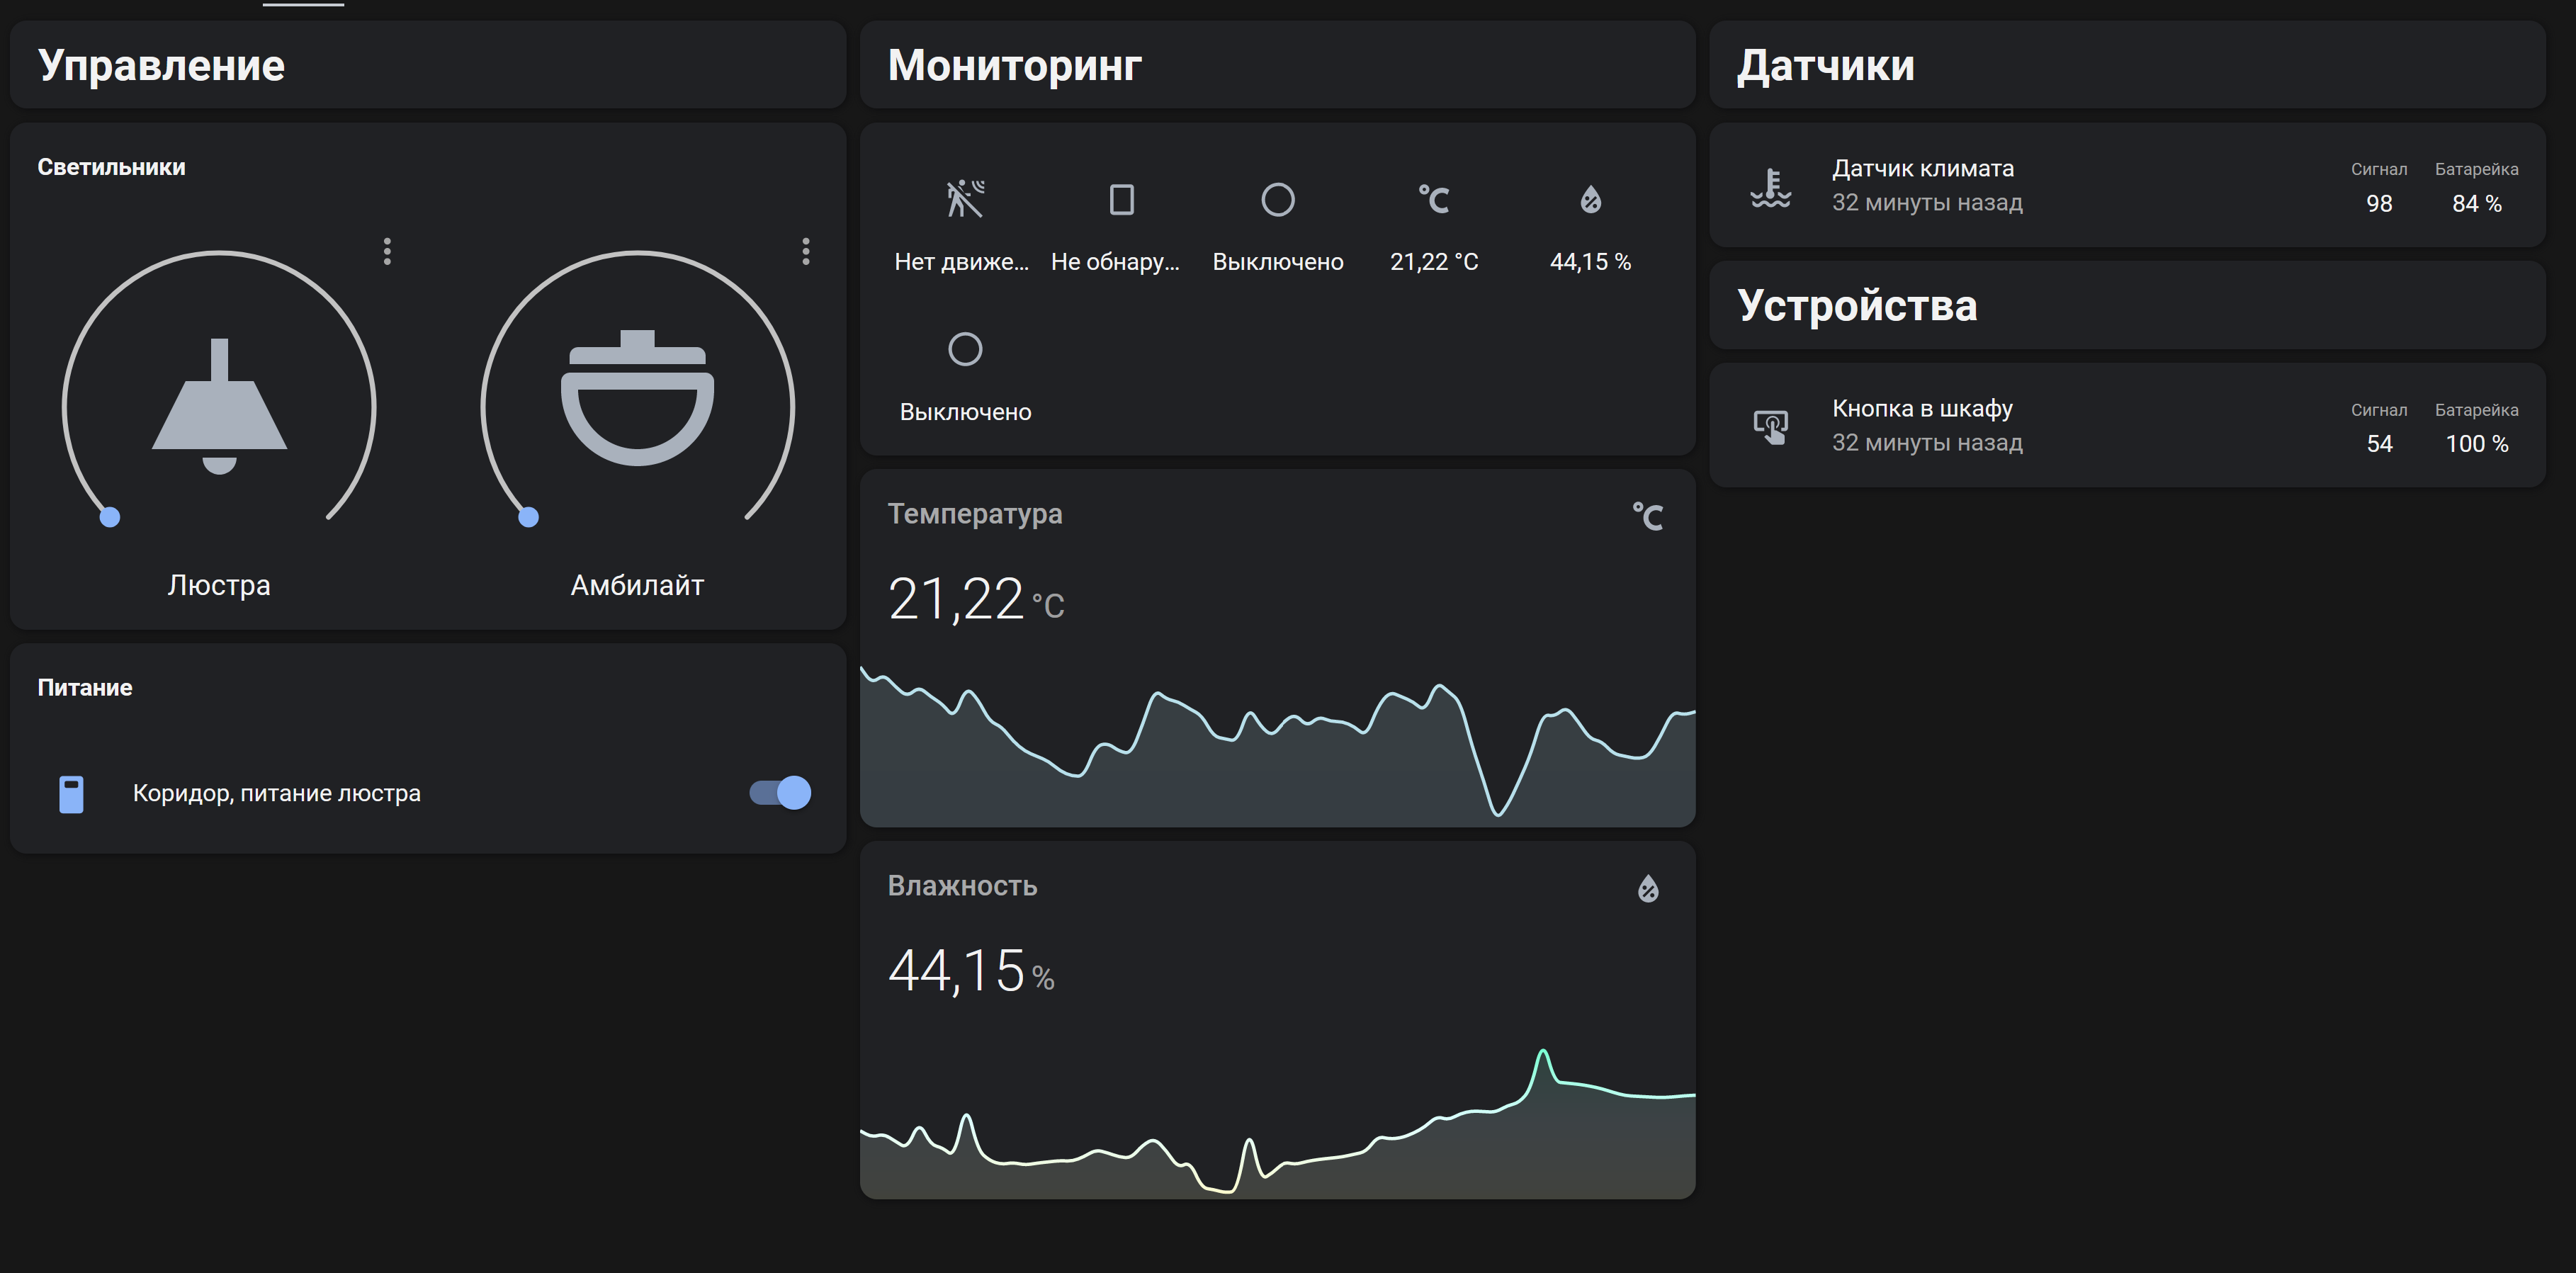 Управление
Светильники
Люстра
Амбилайт
Питание
Коридор, питание люстра
Мониторинг
Нет движе... Не обнару... Выключено 21,22 °C 44,15 %
Выключено
Температура
°C
21,22 °C
Влажность
44,15 %
Датчики
Датчик климата
32 минуты назад
Сигнал Батарейка
98 84 %
Устройства
Кнопка в шкафу
32 минуты назад
Сигнал Батарейка
54 100 %